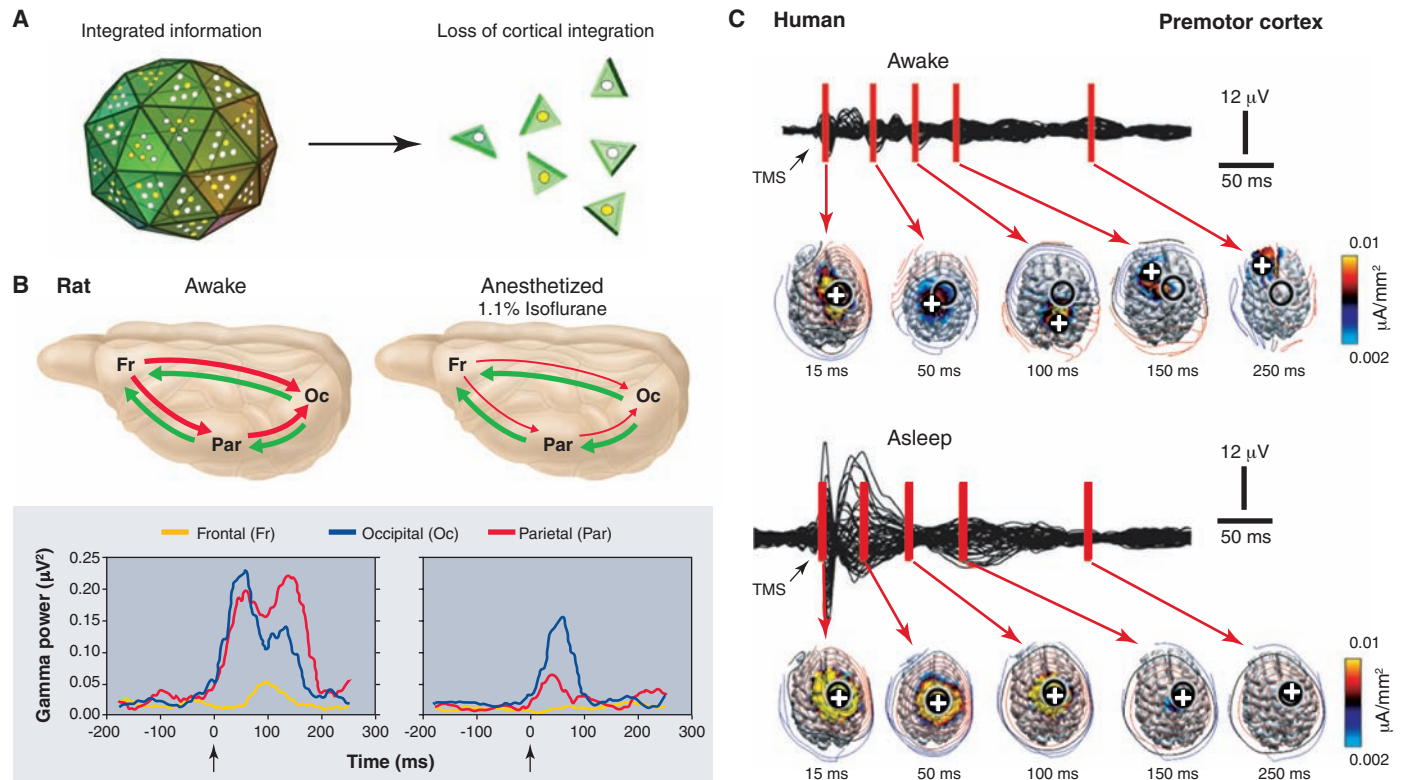 A
Integrated information
Loss of cortical integration
B Rat
Awake
Anesthetized
1.1% Isoflurane
Fr
Oc
Par
Fr
Oc
Par
Frontal (Fr)
Occipital (Oc)
Parietal (Par)
Gamma power (μV²)
0.25
0.20
0.15
0.10
0.05
0.00
-200 -100 0 100 200 300
-200 -100 0 100 200 300
Time (ms)
C Human
Premotor cortex
Awake
12 μV
50 ms
TMS
15 ms
50 ms
100 ms
150 ms
250 ms
0.01
μA/mm²
0.002
Asleep
12 μV
50 ms
TMS
15 ms
50 ms
100 ms
150 ms
250 ms
0.01
μA/mm²
0.002